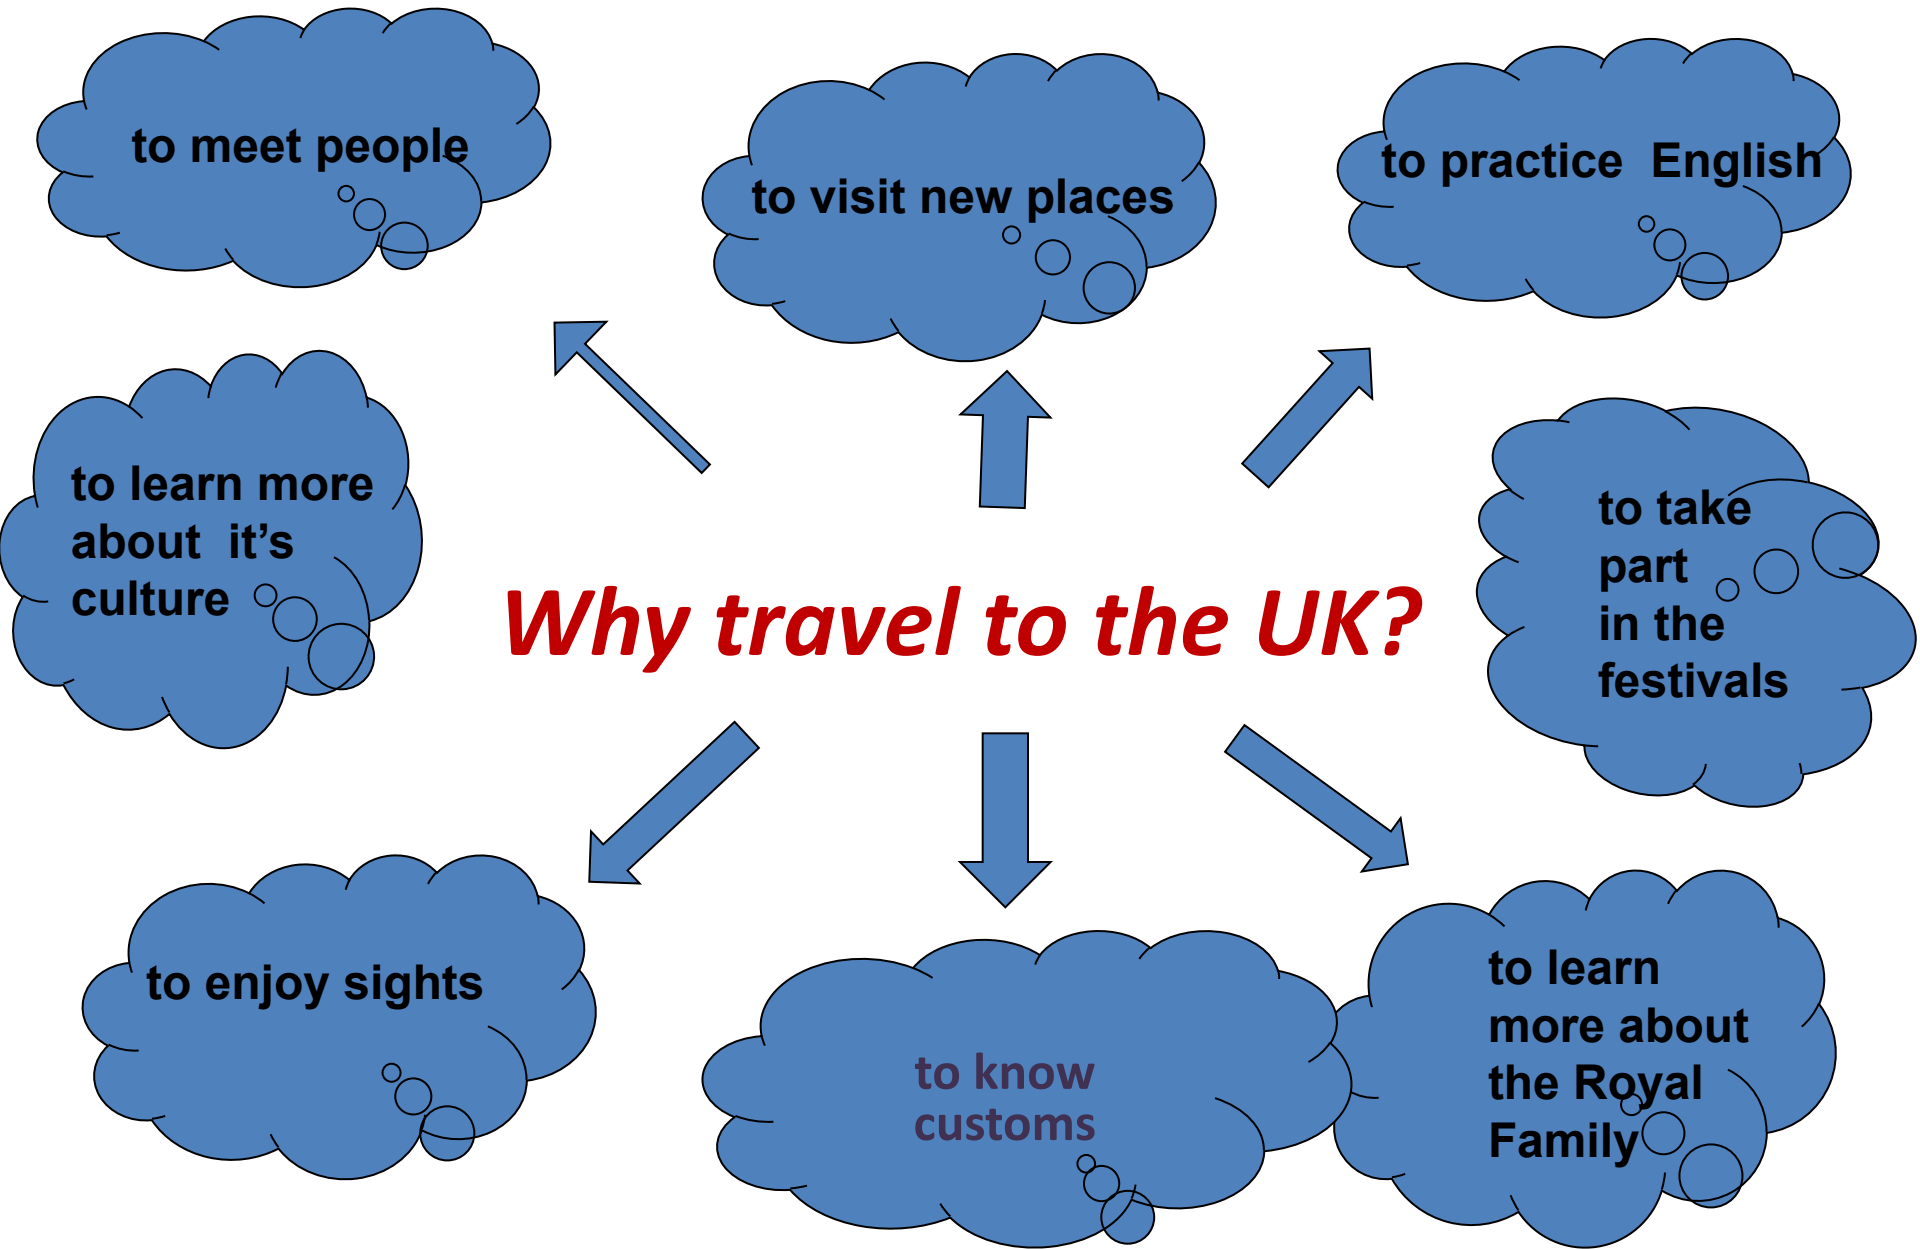 to meet people
to visit new places
to practice  English
to learn more
about  it’s
culture
Why travel to the UK?
to take
part
in the
festivals
to enjoy sights
to know
customs
to learn
more about
the Royal
Family